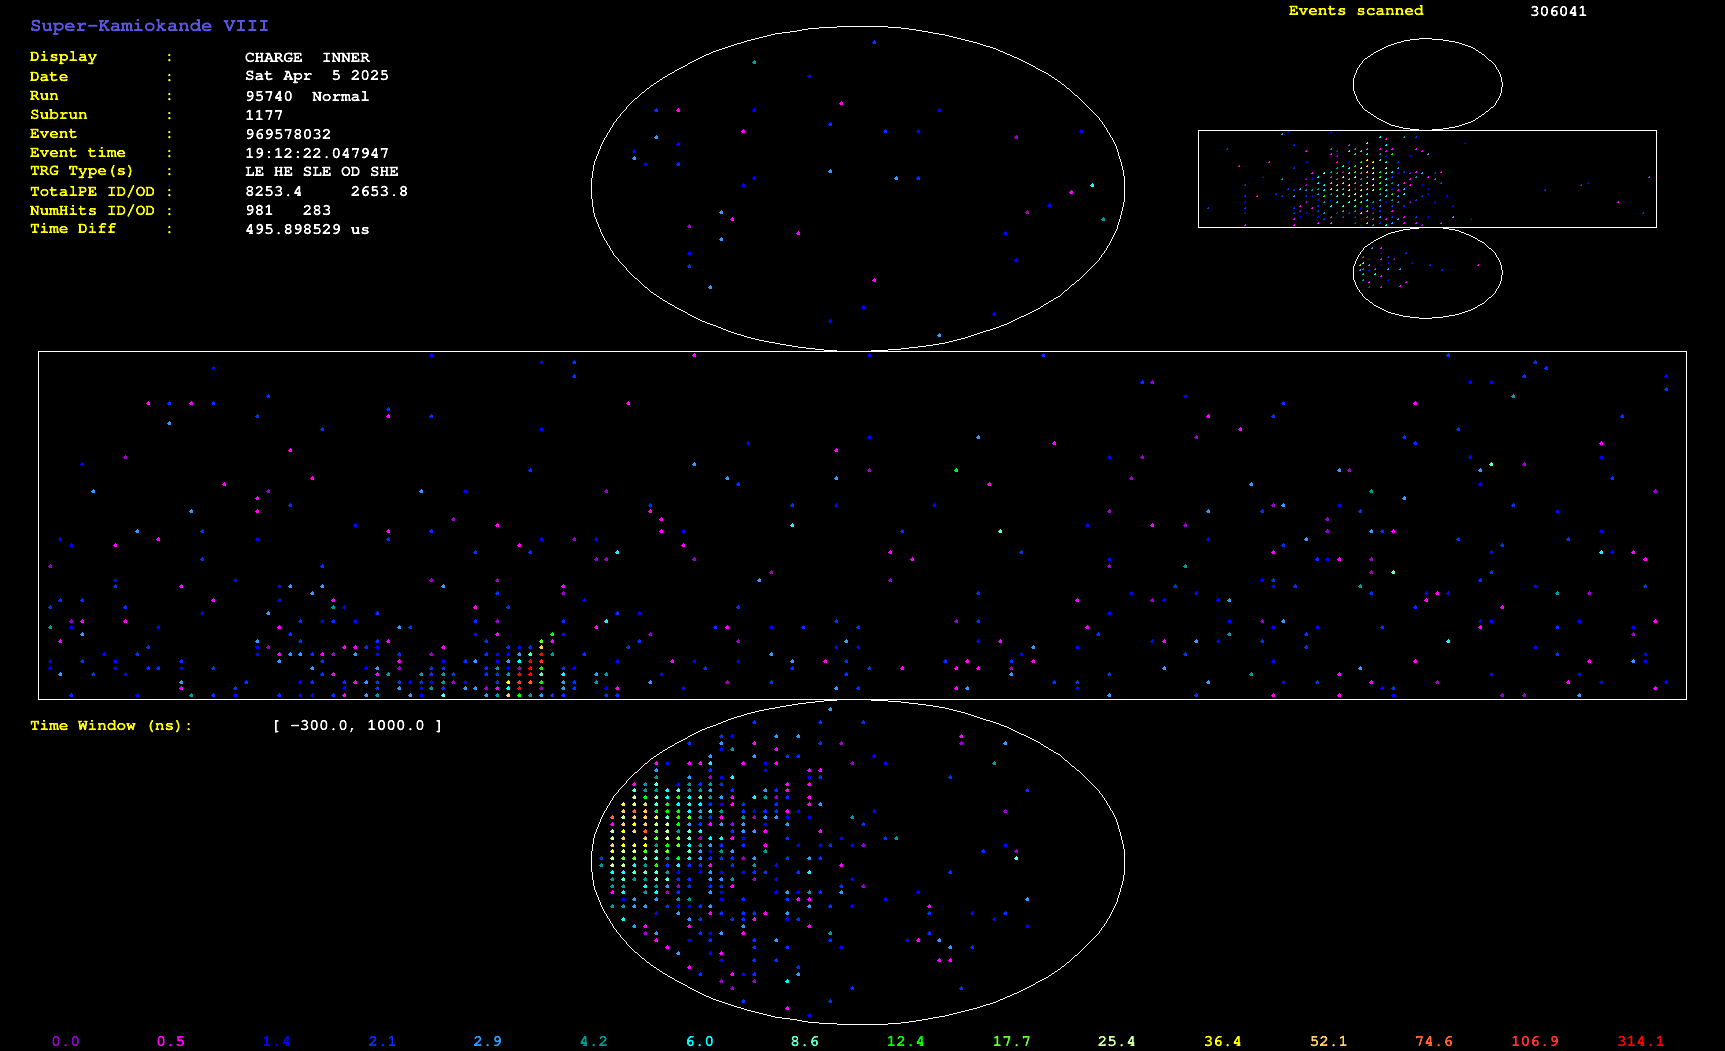 Super-Kamiokande VIII
Events scanned 306041
Display : CHARGE INNER
Date : Sat Apr 5 2025
Run : 95740 Normal
Subrun : 1177
Event : 969578032
Event time : 19:12:22.047947
TRG Type(s) : LE HE SLE OD SHE
TotalPE ID/OD : 8253.4 2653.8
NumHits ID/OD : 981 283
Time Diff : 495.898529 us
Time Window (ns): [ -300.0, 1000.0 ]
0.0 0.5 1.4 2.1 2.9 4.2 6.0 8.6 12.4 17.7 25.4 36.4 52.1 74.6 106.9 314.1